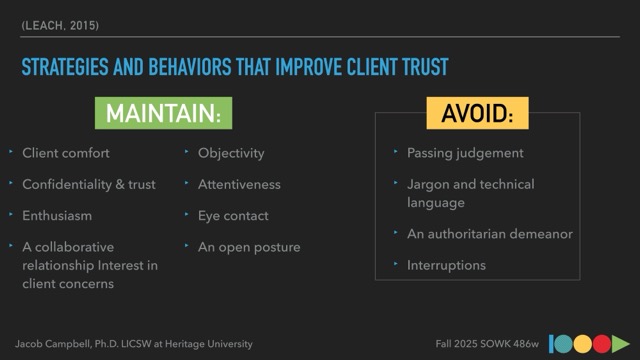 (LEACH, 2015)
STRATEGIES AND BEHAVIORS THAT IMPROVE CLIENT TRUST
MAINTAIN:
Client comfort
Confidentiality & trust
Enthusiasm
A collaborative
relationship Interest in
client concerns
Objectivity
Attentiveness
Eye contact
An open posture
AVOID:
Passing judgement
Jargon and technical
language
An authoritarian demeanor
Interruptions
Jacob Campbell, Ph.D. LICSW at Heritage University
Fall 2025 SOWK 486w